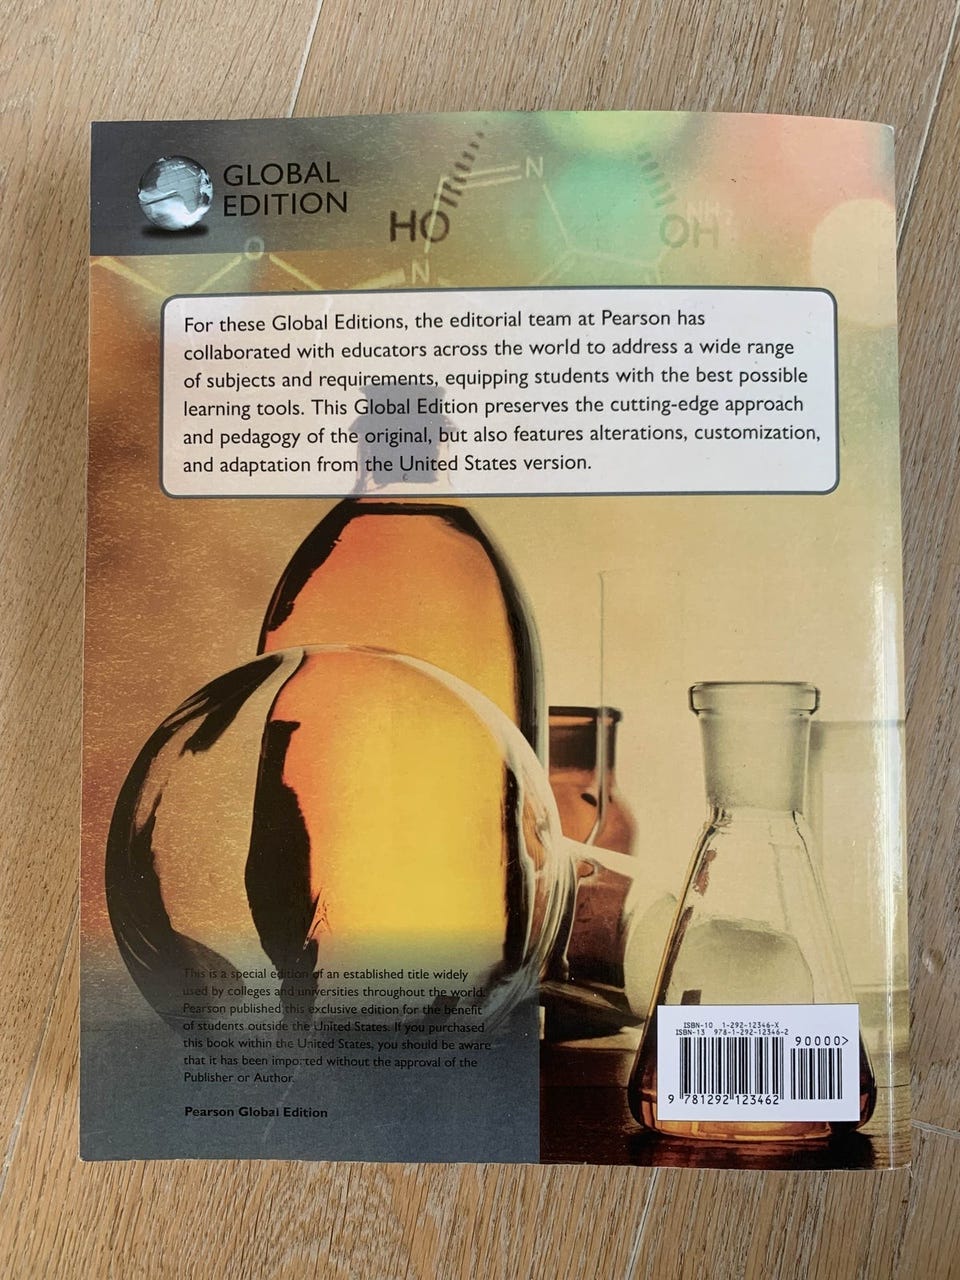 GLOBAL
EDITION
N
HO
NH2
OH
O
N
For these Global Editions, the editorial team at Pearson has
collaborated with educators across the world to address a wide range
of subjects and requirements, equipping students with the best possible
learning tools. This Global Edition preserves the cutting-edge approach
and pedagogy of the original, but also features alterations, customization,
and adaptation from the United States version.
This is a special edition of an established title widely
used by colleges and universities throughout the world.
Pearson published this exclusive edition for the benefit
of students outside the United States. If you purchased
this book within the United States, you should be aware
that it has been imported without the approval of the
Publisher or Author.
Pearson Global Edition
ISBN-10 1-292-12346-X
ISBN-13 978-1-292-12346-2
90000>
9 781292 123462